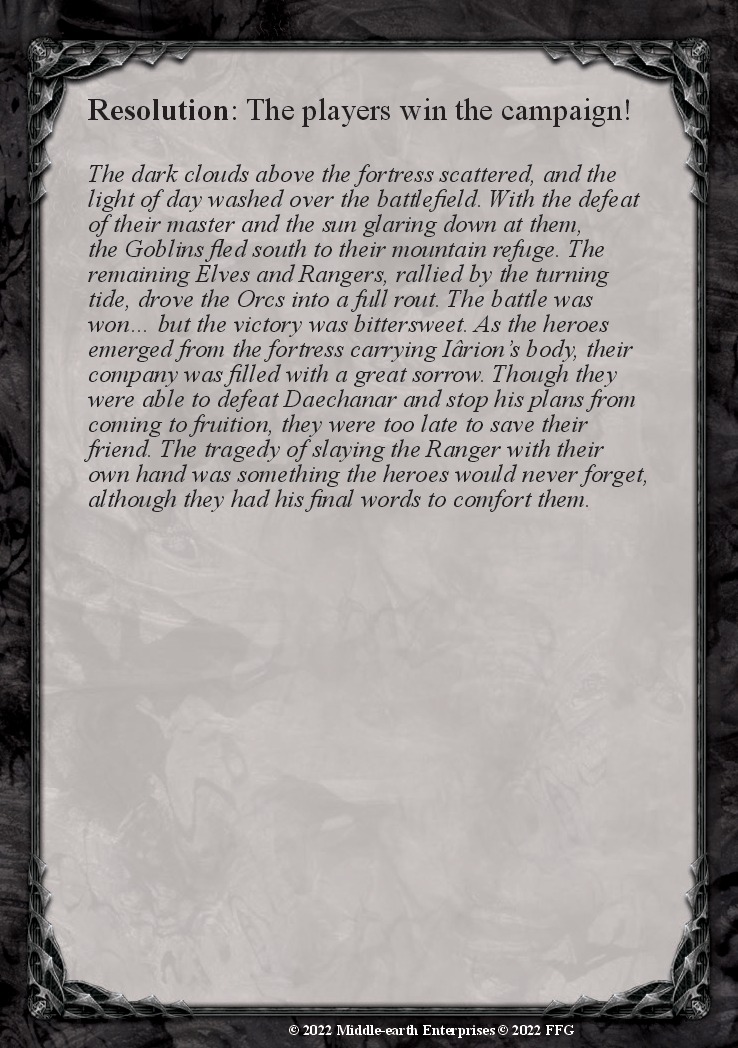 Resolution: The players win the campaign!
The dark clouds above the fortress scattered, and the
light of day washed over the battlefield. With the defeat
of their master and the sun glaring down at them,
the Goblins fled south to their mountain refuge. The
remaining Elves and Rangers, rallied by the turning
tide, drove the Orcs into a full rout. The battle was
won... but the victory was bittersweet. As the heroes
emerged from the fortress carrying Iârion’s body, their
company was filled with a great sorrow. Though they
were able to defeat Daechanar and stop his plans from
coming to fruition, they were too late to save their
friend. The tragedy of slaying the Ranger with their
own hand was something the heroes would never forget,
although they had his final words to comfort them.
© 2022 Middle-earth Enterprises © 2022 FFG